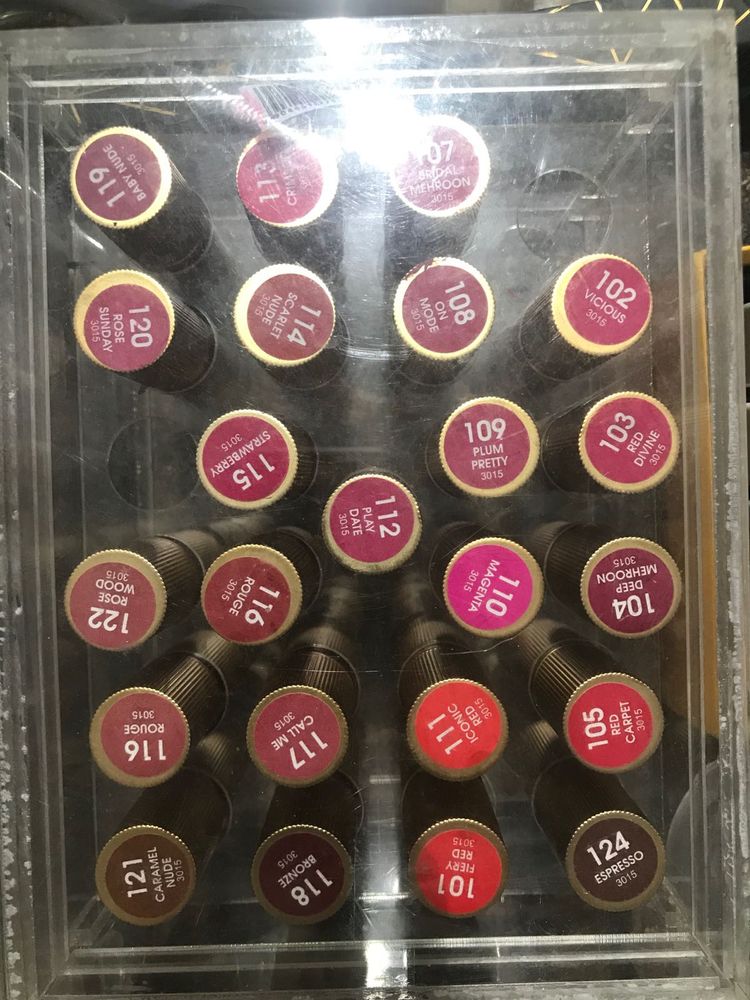 119
BABY NUDE
3015
113
107
BRIDAL
MEHROON
3015
120
ROSE
SUNDAY
3015
114
SCARLET
NUDE
3015
108
ON
MODE
3015
102
VICIOUS
3015
115
STRAWBERRY
3015
109
PLUM
PRETTY
3015
103
RED
DIVINE
3015
112
PLAY
DATE
3015
122
ROSE
WOOD
3015
116
ROUGE
3015
110
MAGENTA
3015
104
DEEP
MEHROON
3015
116
ROUGE
3015
117
CALL ME
3015
111
ICONIC
RED
3015
105
RED
CARPET
3015
121
CARAMEL
NUDE
3015
118
BRONZE
3015
101
FIERY
RED
3015
124
ESPRESSO
3015